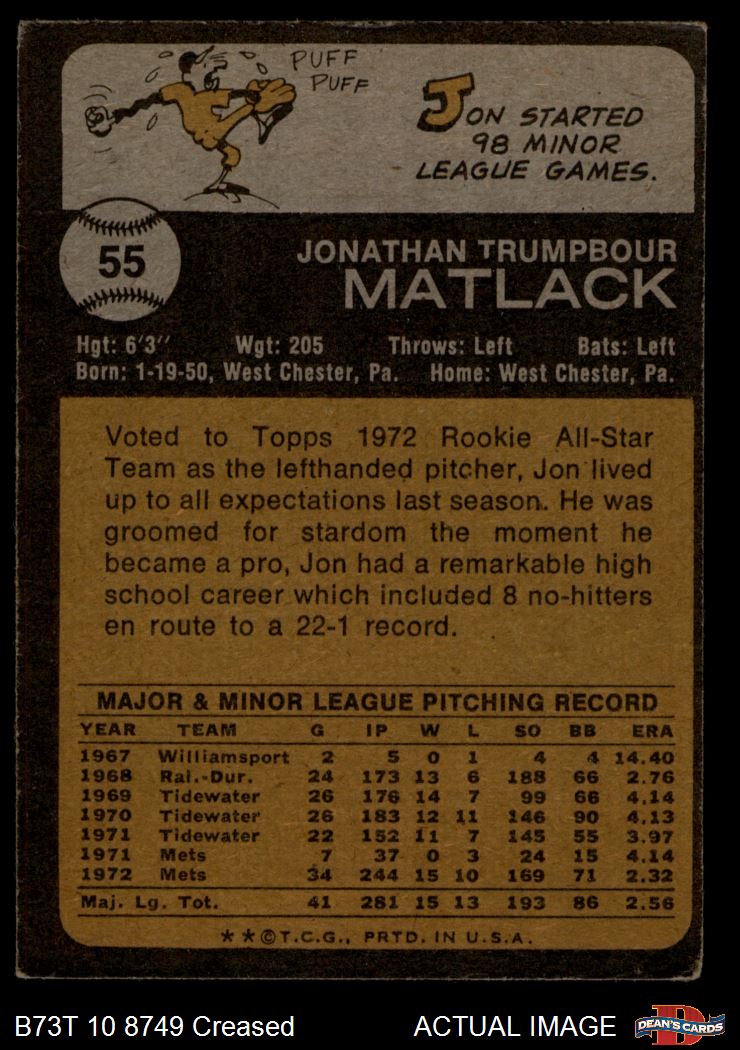 PUFF
PUFF
JON STARTED
98 MINOR
LEAGUE GAMES.
55
JONATHAN TRUMPBOUR
MATLACK
Hgt: 6'3" Wgt: 205 Throws: Left Bats: Left
Born: 1-19-50, West Chester, Pa. Home: West Chester, Pa.
Voted to Topps 1972 Rookie All-Star
Team as the lefthanded pitcher, Jon lived
up to all expectations last season. He was
groomed for stardom the moment he
became a pro, Jon had a remarkable high
school career which included 8 no-hitters
en route to a 22-1 record.
MAJOR & MINOR LEAGUE PITCHING RECORD
YEAR TEAM G IP W L SO BB ERA
1967 Williamsport 2 5 0 1 4 4 14.40
1968 Ral.-Dur. 24 173 13 6 188 66 2.76
1969 Tidewater 26 176 14 7 99 66 4.14
1970 Tidewater 26 183 12 11 146 90 4.13
1971 Tidewater 22 152 11 7 145 55 3.97
1971 Mets 7 37 0 3 24 15 4.14
1972 Mets 34 244 15 10 169 71 2.32
Maj. Lg. Tot. 41 281 15 13 193 86 2.56
**©T.C.G., PRTD. IN U.S.A.
B73T 10 8749 Creased ACTUAL IMAGE
DEAN'S CARDS